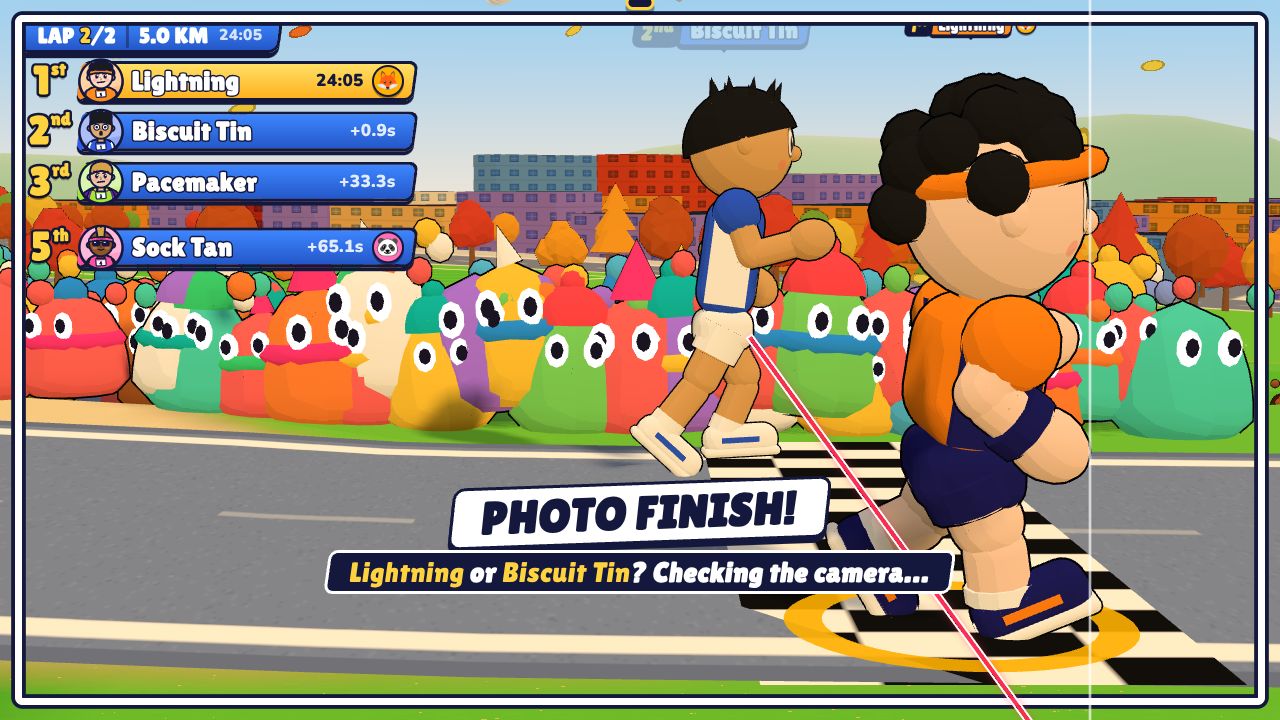 LAP 2/2 5.0 KM 24:05
2nd Biscuit Tin
Lightning
1st Lightning 24:05
2nd Biscuit Tin +0.9s
3rd Pacemaker +33.3s
5th Sock Tan +65.1s
PHOTO FINISH!
Lightning or Biscuit Tin? Checking the camera...